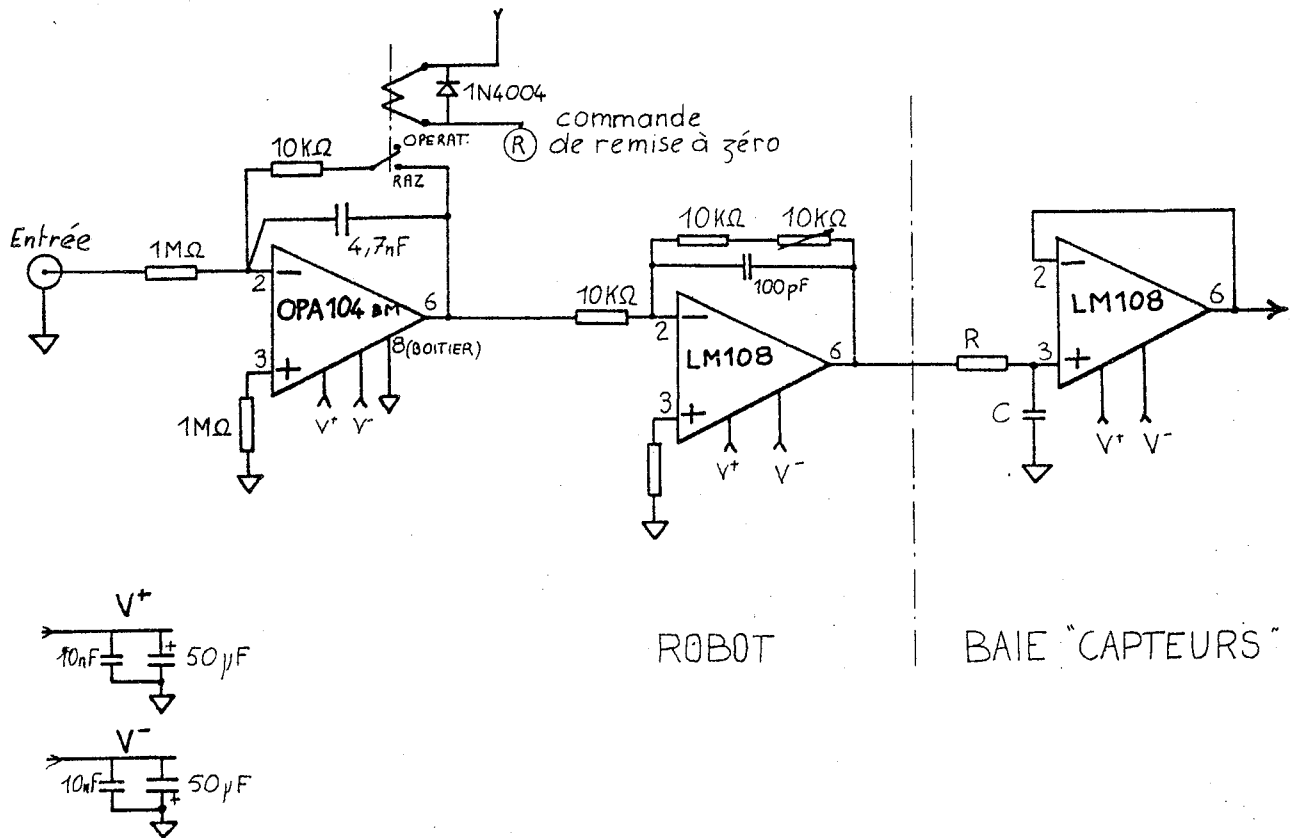 1N4004
commande
de remise à zéro
R
OPERAT.
RAZ
10KΩ
4,7nF
Entrée
1MΩ
2
OPA104 BM
6
8 (BOITIER)
3
1MΩ
V+
V-
10KΩ
10KΩ
100pF
10KΩ
2
LM108
6
3
V+
V-
R
C
2
LM108
6
3
V+
V-
ROBOT
BAIE "CAPTEURS"
V+
10nF
+
50µF
V-
10nF
+
50µF